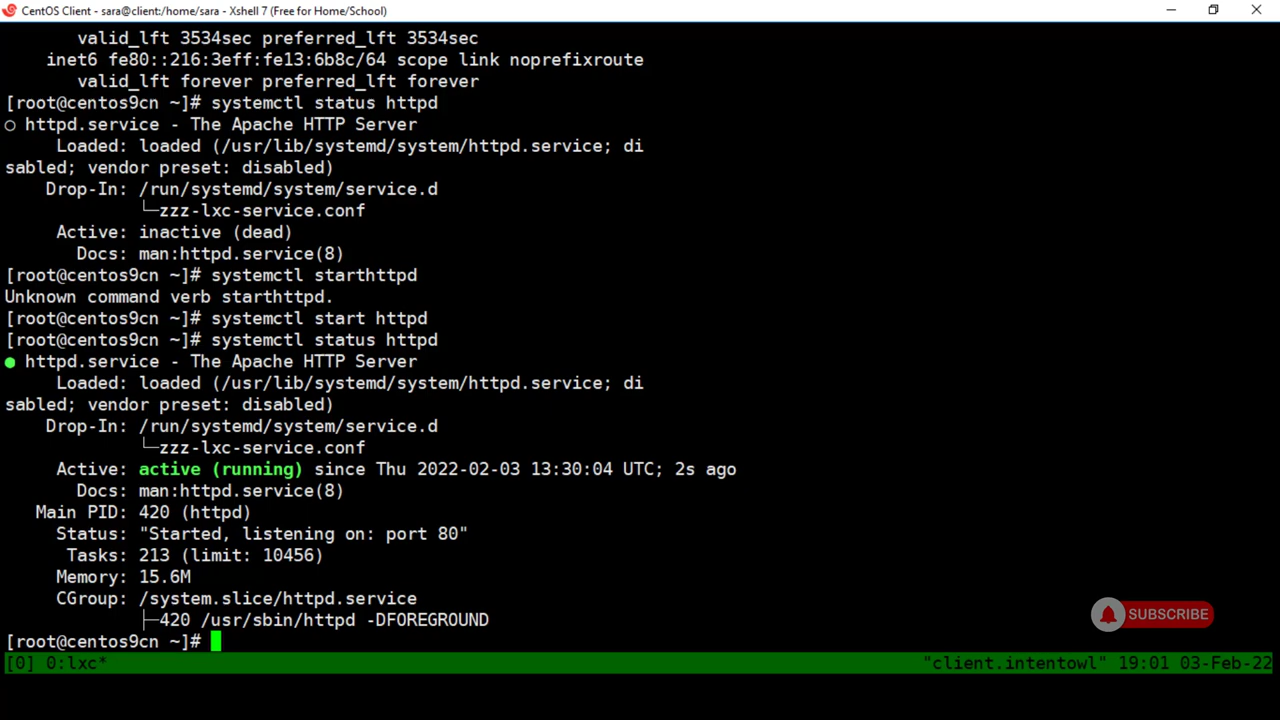 CentOS Client - sara@client:/home/sara - Xshell 7 (Free for Home/School)
valid_lft 3534sec preferred_lft 3534sec
inet6 fe80::216:3eff:fe13:6b8c/64 scope link noprefixroute
valid_lft forever preferred_lft forever
[root@centos9cn ~]# systemctl status httpd
○ httpd.service - The Apache HTTP Server
Loaded: loaded (/usr/lib/systemd/system/httpd.service; di
sabled; vendor preset: disabled)
Drop-In: /run/systemd/system/service.d
└─zzz-lxc-service.conf
Active: inactive (dead)
Docs: man:httpd.service(8)
[root@centos9cn ~]# systemctl starthttpd
Unknown command verb starthttpd.
[root@centos9cn ~]# systemctl start httpd
[root@centos9cn ~]# systemctl status httpd
● httpd.service - The Apache HTTP Server
Loaded: loaded (/usr/lib/systemd/system/httpd.service; di
sabled; vendor preset: disabled)
Drop-In: /run/systemd/system/service.d
└─zzz-lxc-service.conf
Active: active (running) since Thu 2022-02-03 13:30:04 UTC; 2s ago
Docs: man:httpd.service(8)
Main PID: 420 (httpd)
Status: "Started, listening on: port 80"
Tasks: 213 (limit: 10456)
Memory: 15.6M
CGroup: /system.slice/httpd.service
├─420 /usr/sbin/httpd -DFOREGROUND
SUBSCRIBE
[root@centos9cn ~]#
[0] 0:lxc* "client.intentowl" 19:01 03-Feb-22